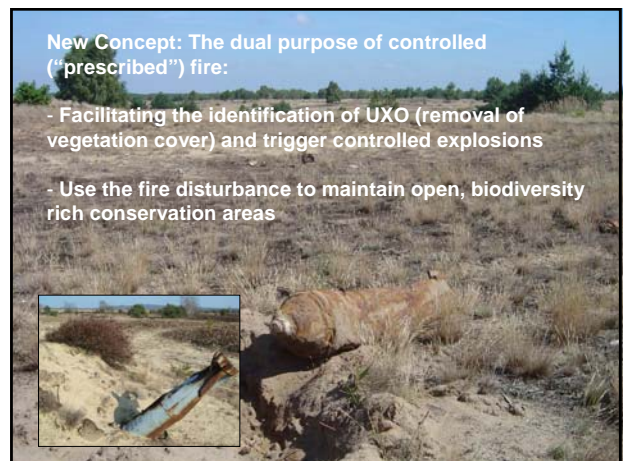 New Concept: The dual purpose of controlled
(“prescribed”) fire:
- Facilitating the identification of UXO (removal of
vegetation cover) and trigger controlled explosions
- Use the fire disturbance to maintain open, biodiversity
rich conservation areas